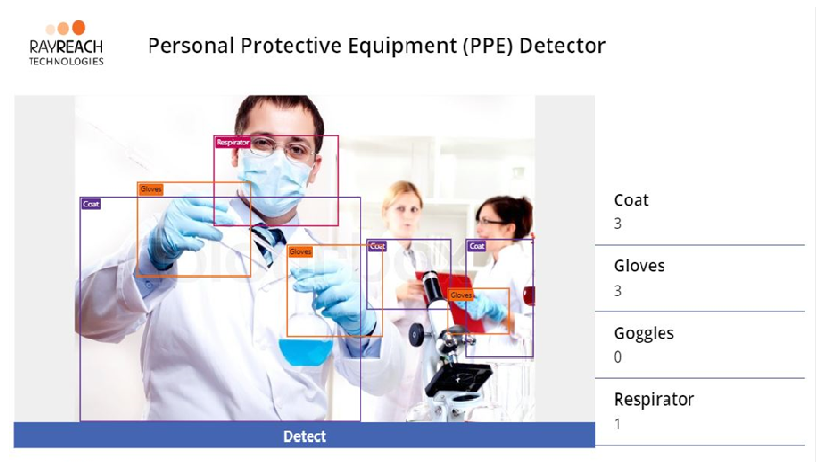 RAYREACH
TECHNOLOGIES
Personal Protective Equipment (PPE) Detector
Respirator
Gloves
Coat
Gloves
Coat
Coat
Gloves
Coat
3
Gloves
3
Goggles
0
Respirator
1
Detect